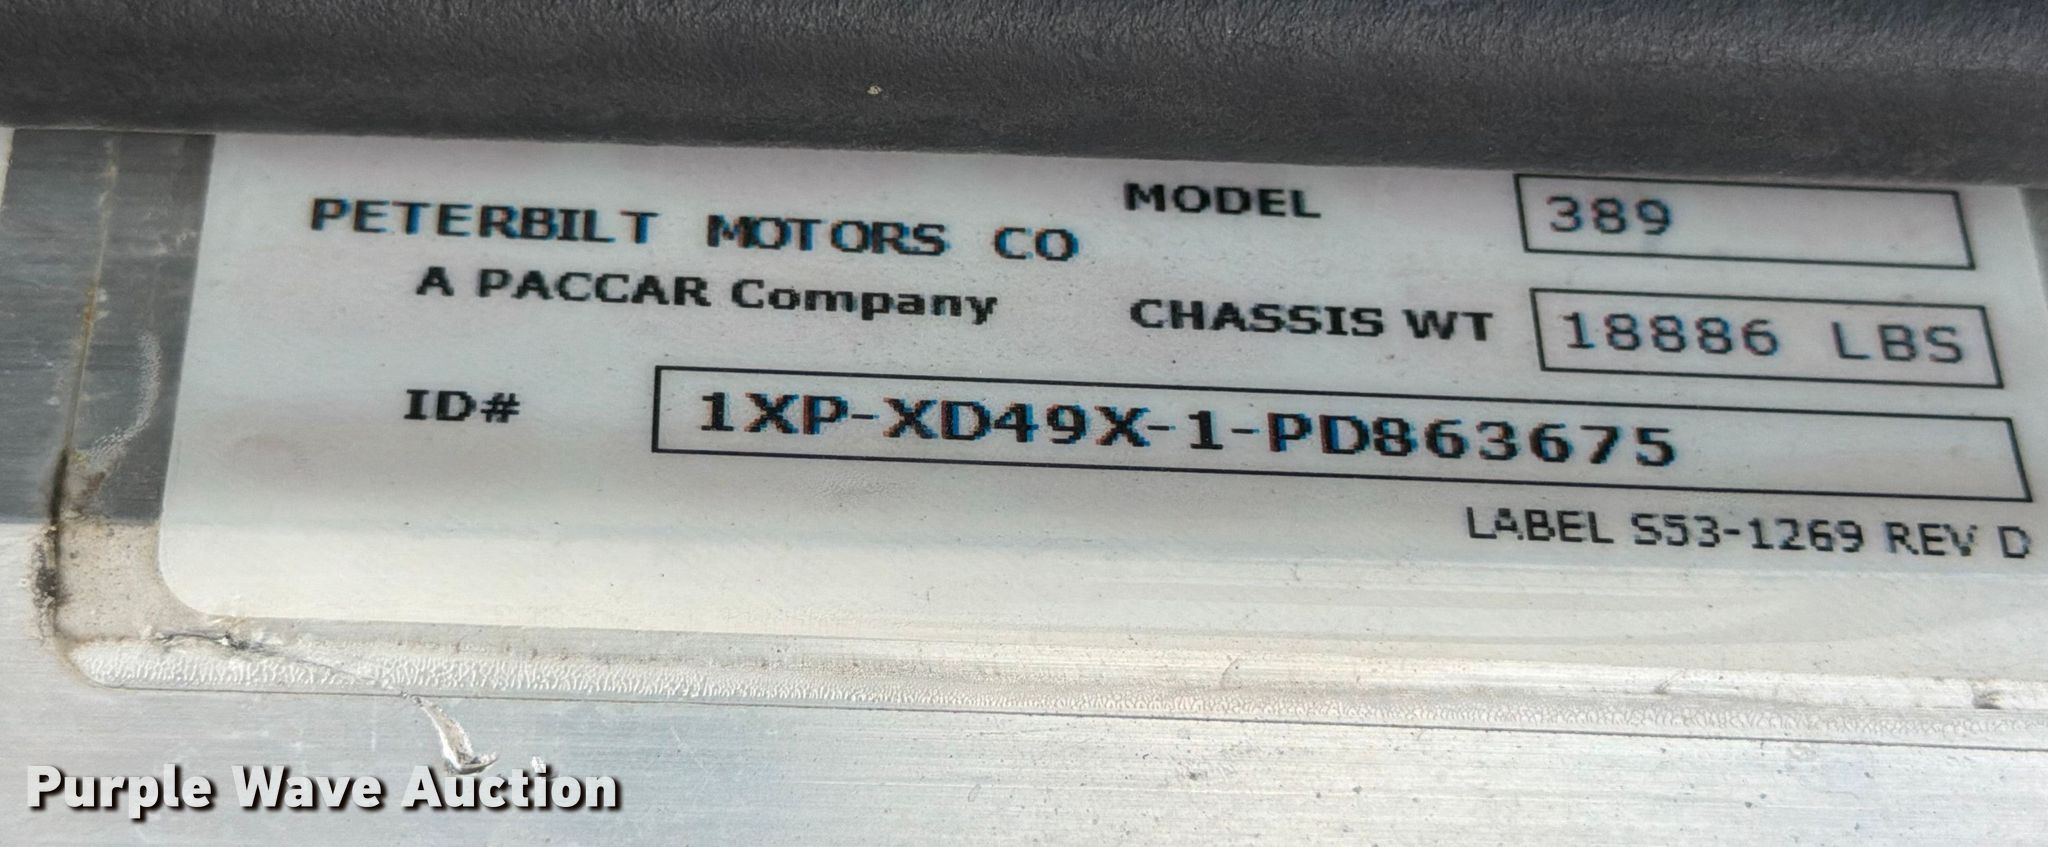 PETERBILT MOTORS CO
A PACCAR Company
MODEL 389
CHASSIS WT 18886 LBS
ID# 1XP-XD49X-1-PD863675
LABEL S53-1269 REV D
Purple Wave Auction